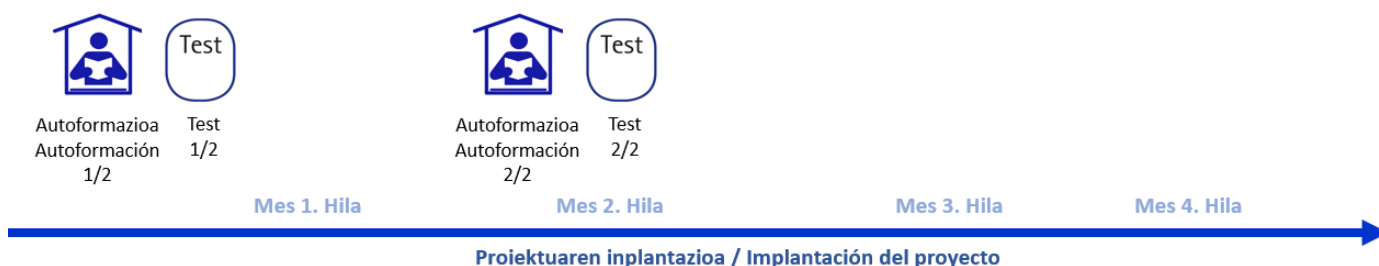 Test
Test
Autoformazioa
Autoformación
1/2
Test
1/2
Autoformazioa
Autoformación
2/2
Test
2/2
Mes 1. Hila
Mes 2. Hila
Mes 3. Hila
Mes 4. Hila
Proiektuaren inplantazioa / Implantación del proyecto